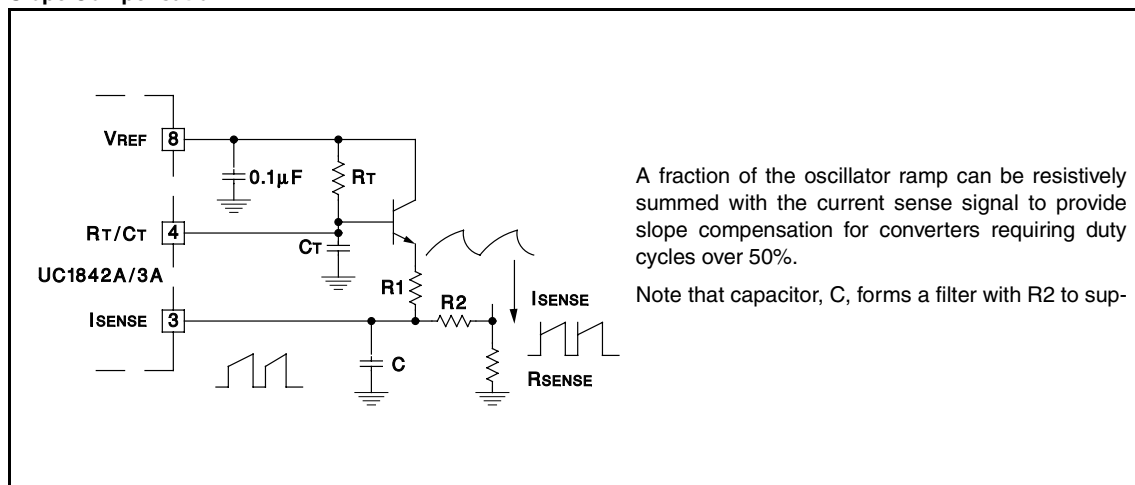 VREF 8
0.1µF
RT
RT/CT 4
CT
UC1842A/3A
R1
R2
ISENSE
ISENSE 3
C
RSENSE
A fraction of the oscillator ramp can be resistively
summed with the current sense signal to provide
slope compensation for converters requiring duty
cycles over 50%.
Note that capacitor, C, forms a filter with R2 to sup-